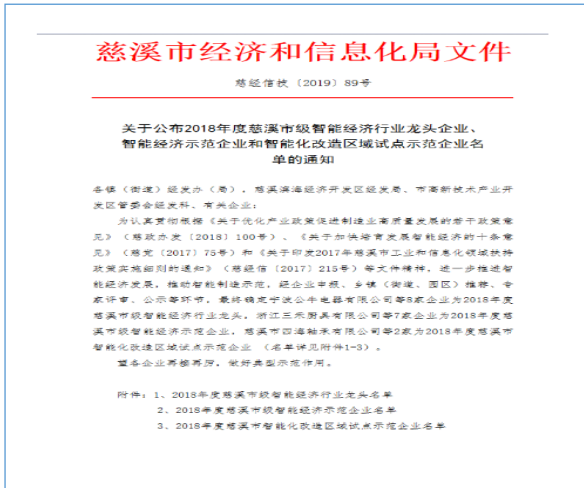 慈溪市经济和信息化局文件
慈经信技〔2019〕89号
关于公布2018年度慈溪市级智能经济行业龙头企业、
智能经济示范企业和智能化改造区域试点示范企业名
单的通知
各镇（街道）经发办（局），慈溪滨海经济开发区经发局、市高新技术产业开
发区管委会经发科、有关企业：
为认真贯彻根据《关于优化产业政策促进制造业高质量发展的若干政策意
见》（慈政办发〔2018〕100号）、《关于加快培育发展智能经济的十条意
见》（慈党〔2017〕75号）和《关于印发2017年慈溪市工业和信息化领域扶持
政策实施细则的通知》（慈经信〔2017〕215号）等文件精神，进一步推进智
能经济发展，推动智能制造示范，经企业申报、乡镇（街道、园区）推荐、专
家评审、公示等环节，最终确定宁波公牛电器有限公司等8家企业为2018年度
慈溪市级智能经济行业龙头，浙江三禾厨具有限公司等7家企业为2018年度慈
溪市级智能经济示范企业，慈溪市四海轴承有限公司等2家为2018年度慈溪市
智能化改造区域试点示范企业（名单详见附件1-3）。
望各企业再接再厉，做好典型示范作用。
附件：1、2018年度慈溪市级智能经济行业龙头名单
2、2018年度慈溪市级智能经济示范企业名单
3、2018年度慈溪市智能化改造区域试点示范企业名单